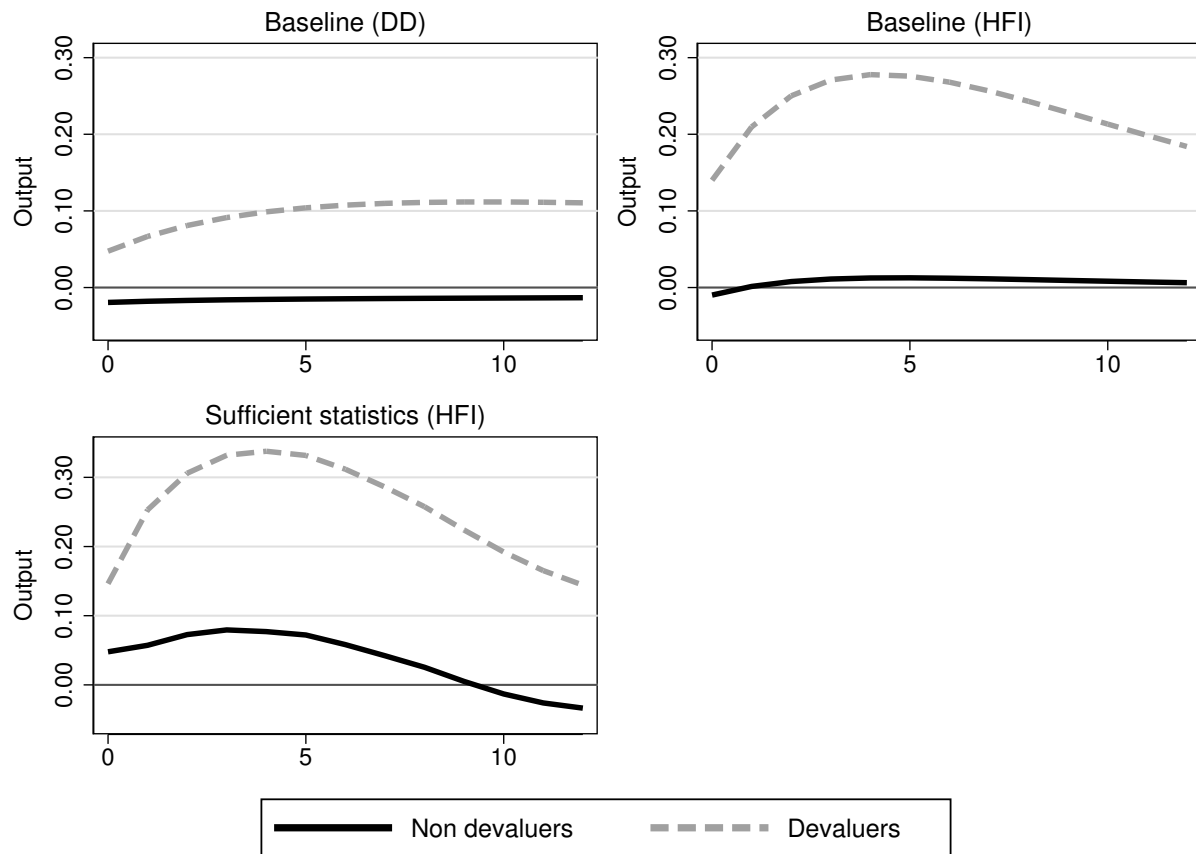 Baseline (DD)
Output
0.30
0.20
0.10
0.00
0 5 10
Baseline (HFI)
Output
0.30
0.20
0.10
0.00
0 5 10
Sufficient statistics (HFI)
Output
0.30
0.20
0.10
0.00
0 5 10
Non devaluers Devaluers